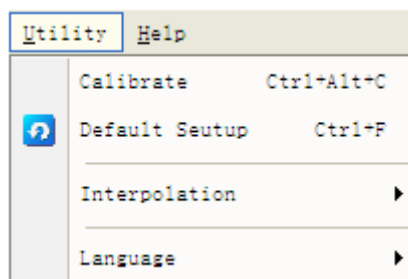 Utility Help
Calibrate Ctrl+Alt+C
Default Seutup Ctrl+F
Interpolation
Language